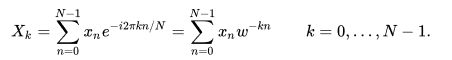 X_k = \sum_{n=0}^{N-1} x_n e^{-i2\pi kn/N} = \sum_{n=0}^{N-1} x_n w^{-kn} \qquad k = 0, \ldots, N - 1.